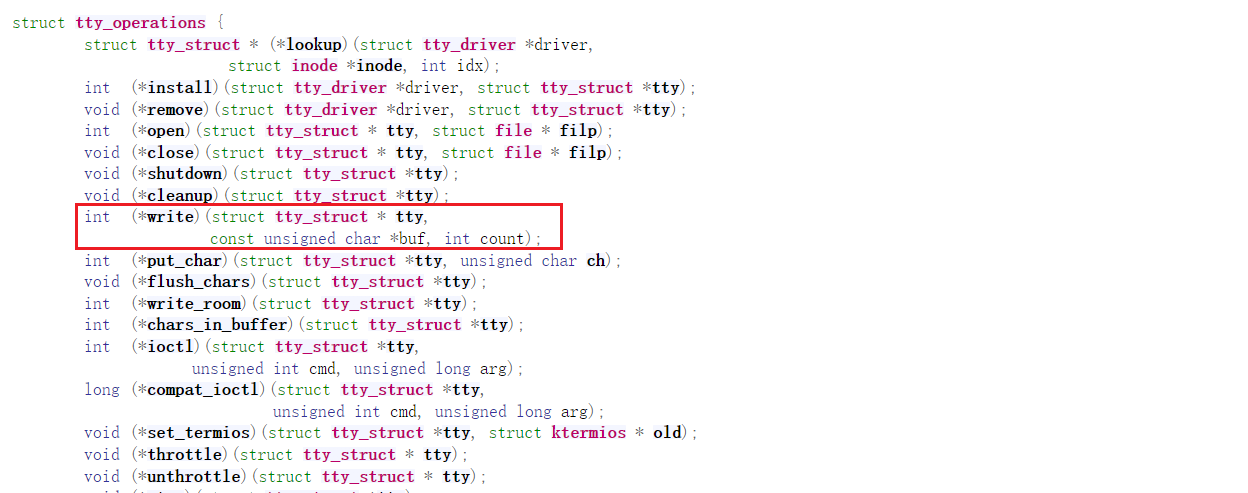 struct tty_operations {
struct tty_struct * (*lookup)(struct tty_driver *driver,
struct inode *inode, int idx);
int (*install)(struct tty_driver *driver, struct tty_struct *tty);
void (*remove)(struct tty_driver *driver, struct tty_struct *tty);
int (*open)(struct tty_struct * tty, struct file * filp);
void (*close)(struct tty_struct * tty, struct file * filp);
void (*shutdown)(struct tty_struct *tty);
void (*cleanup)(struct tty_struct *tty);
int (*write)(struct tty_struct * tty,
const unsigned char *buf, int count);
int (*put_char)(struct tty_struct *tty, unsigned char ch);
void (*flush_chars)(struct tty_struct *tty);
int (*write_room)(struct tty_struct *tty);
int (*chars_in_buffer)(struct tty_struct *tty);
int (*ioctl)(struct tty_struct *tty,
unsigned int cmd, unsigned long arg);
long (*compat_ioctl)(struct tty_struct *tty,
unsigned int cmd, unsigned long arg);
void (*set_termios)(struct tty_struct *tty, struct ktermios * old);
void (*throttle)(struct tty_struct * tty);
void (*unthrottle)(struct tty_struct * tty);